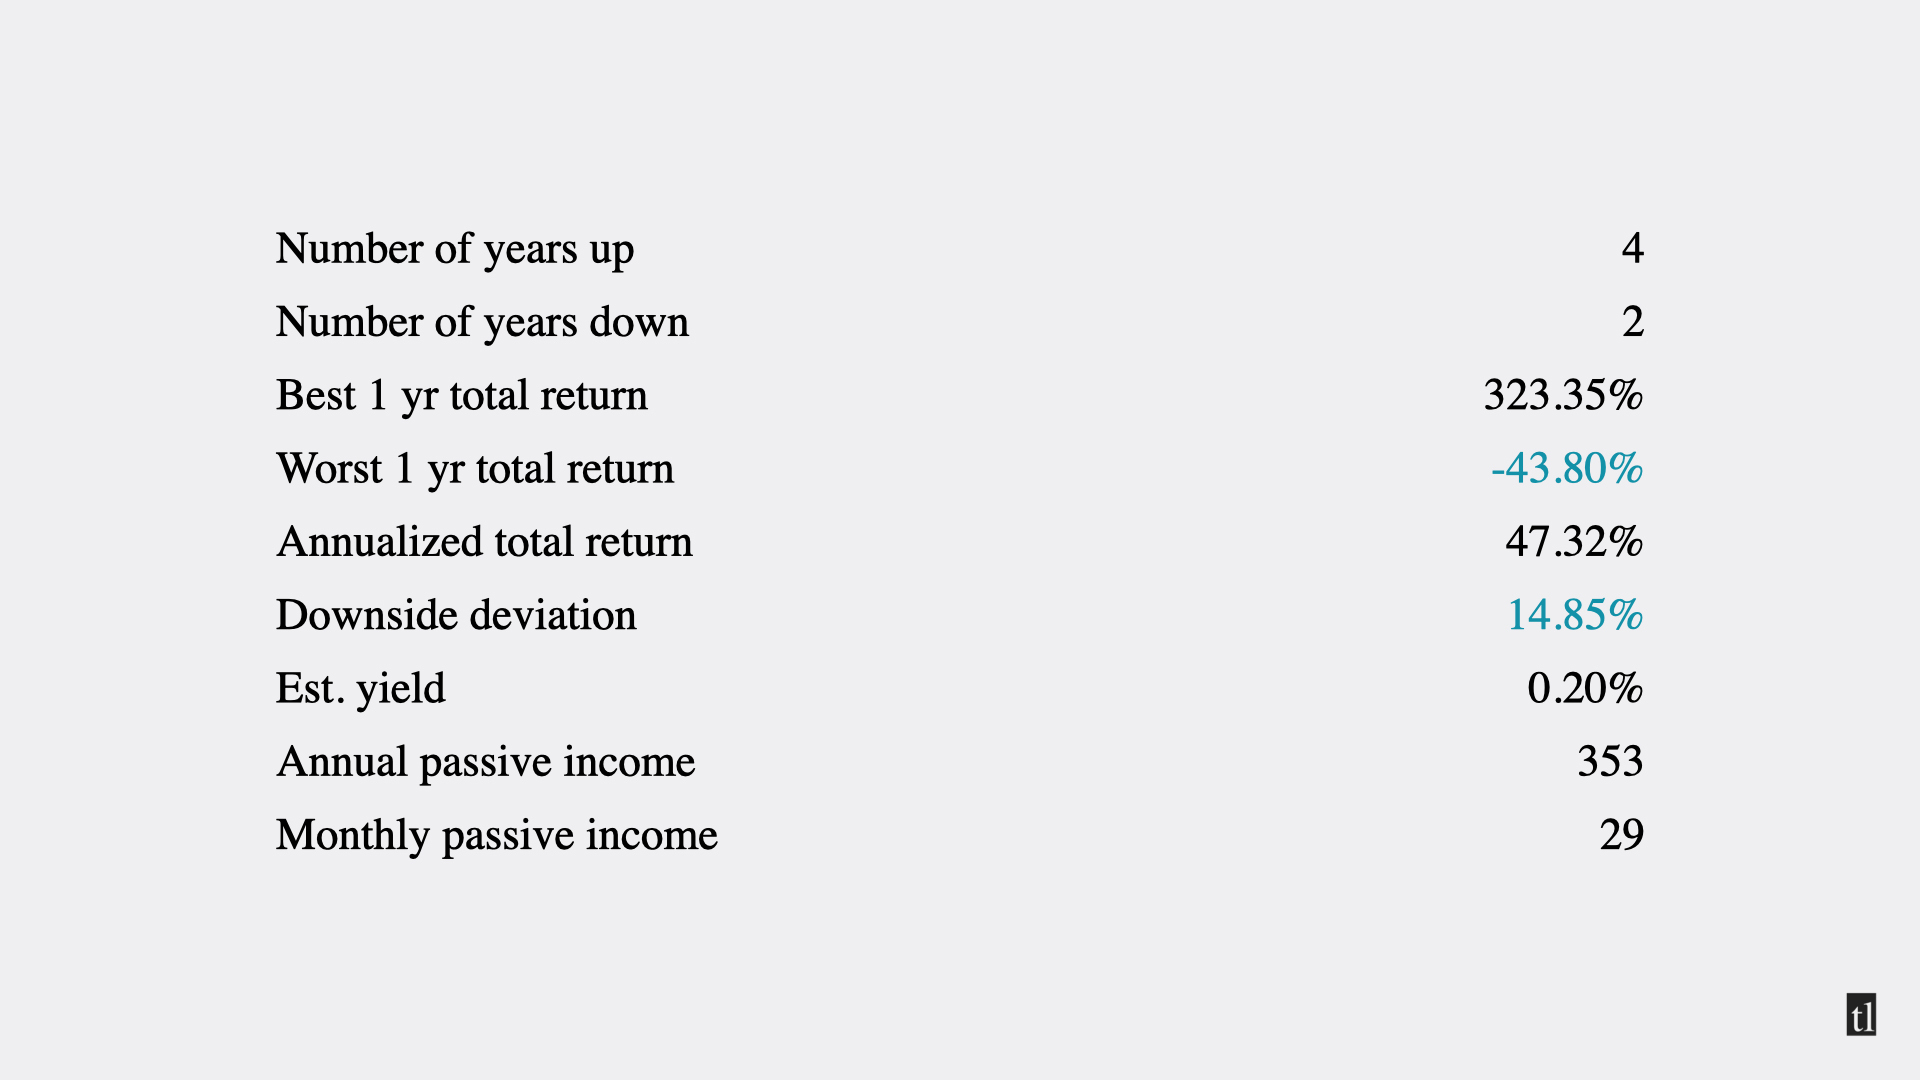 Number of years up 4
Number of years down 2
Best 1 yr total return 323.35%
Worst 1 yr total return -43.80%
Annualized total return 47.32%
Downside deviation 14.85%
Est. yield 0.20%
Annual passive income 353
Monthly passive income 29
tl